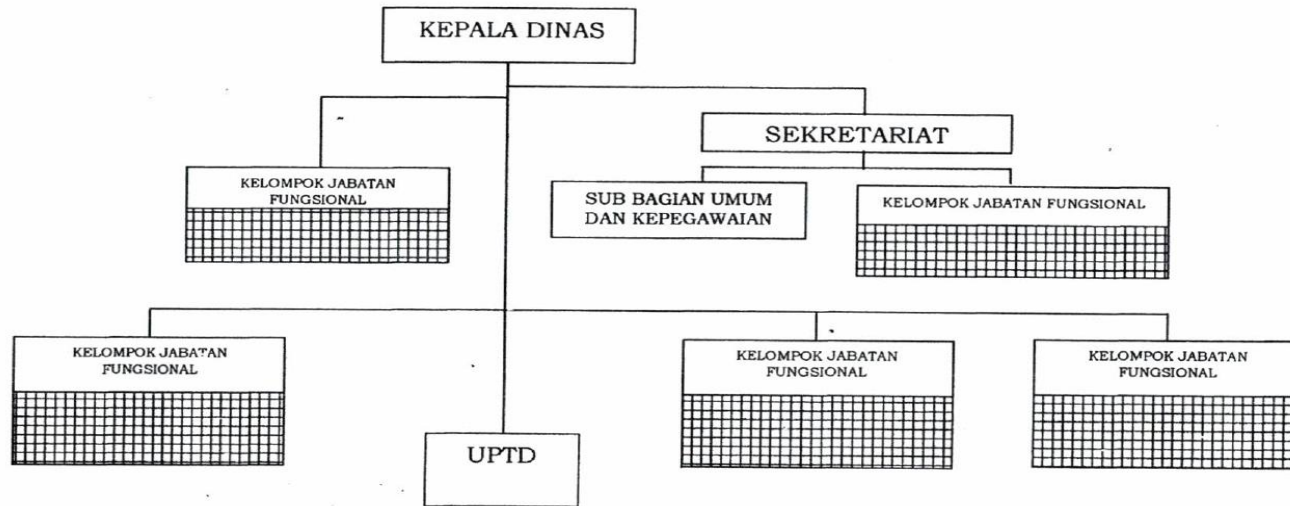 KEPALA DINAS
SEKRETARIAT
KELOMPOK JABATAN
FUNGSIONAL
SUB BAGIAN UMUM
DAN KEPEGAWAIAN
KELOMPOK JABATAN FUNGSIONAL
KELOMPOK JABATAN
FUNGSIONAL
KELOMPOK JABATAN
FUNGSIONAL
KELOMPOK JABATAN
FUNGSIONAL
UPTD